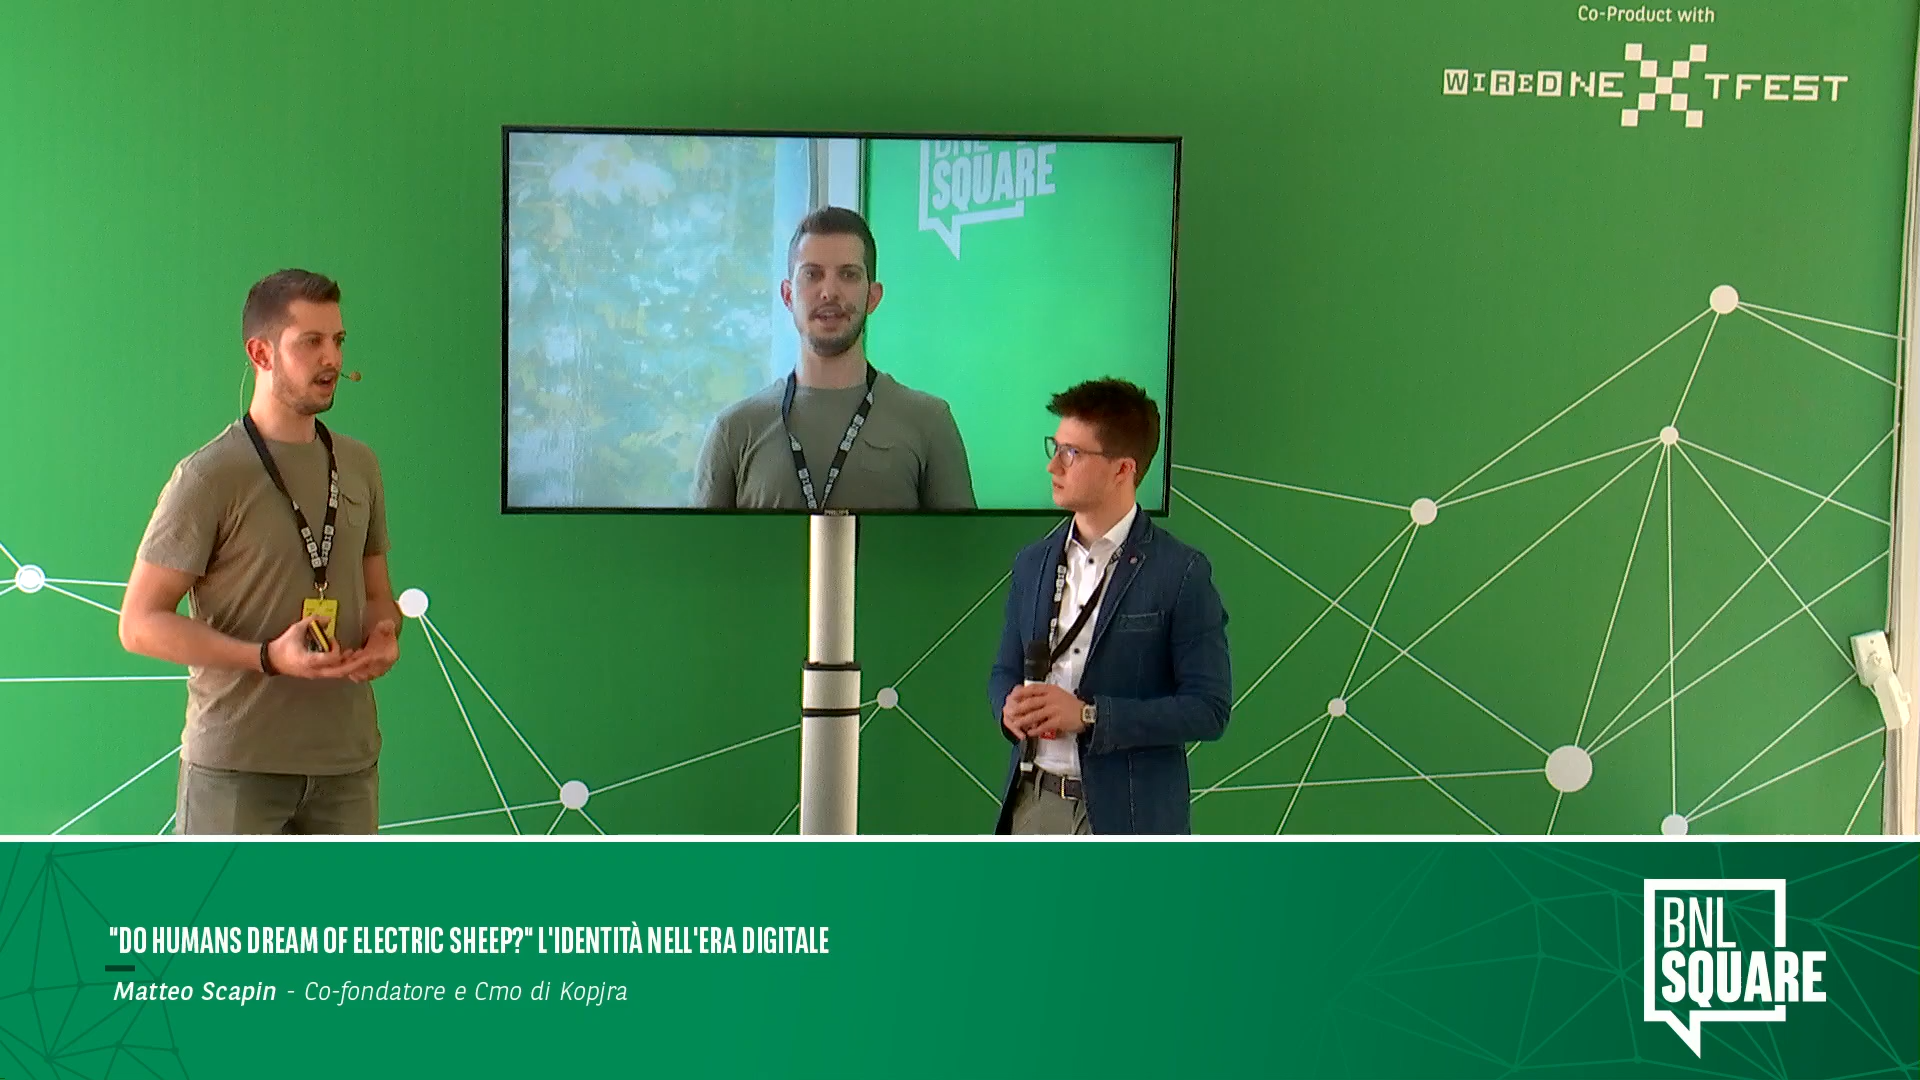 Co-Product with
WIRED NEXTFEST
BNL
SQUARE
PHILIPS
"DO HUMANS DREAM OF ELECTRIC SHEEP?" L'IDENTITÀ NELL'ERA DIGITALE
Matteo Scapin - Co-fondatore e Cmo di Kopjra
BNL
SQUARE